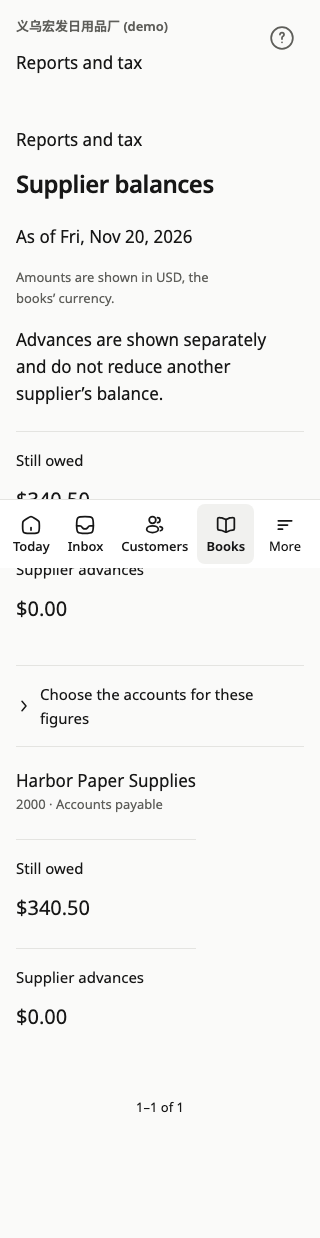 义乌宏发日用品厂 (demo)
Reports and tax
Reports and tax
Supplier balances
As of Fri, Nov 20, 2026
Amounts are shown in USD, the
books’ currency.
Advances are shown separately
and do not reduce another
supplier’s balance.
Still owed
$340.50
Today Inbox Customers Books More
Supplier advances
$0.00
Choose the accounts for these
figures
Harbor Paper Supplies
2000 · Accounts payable
Still owed
$340.50
Supplier advances
$0.00
1–1 of 1